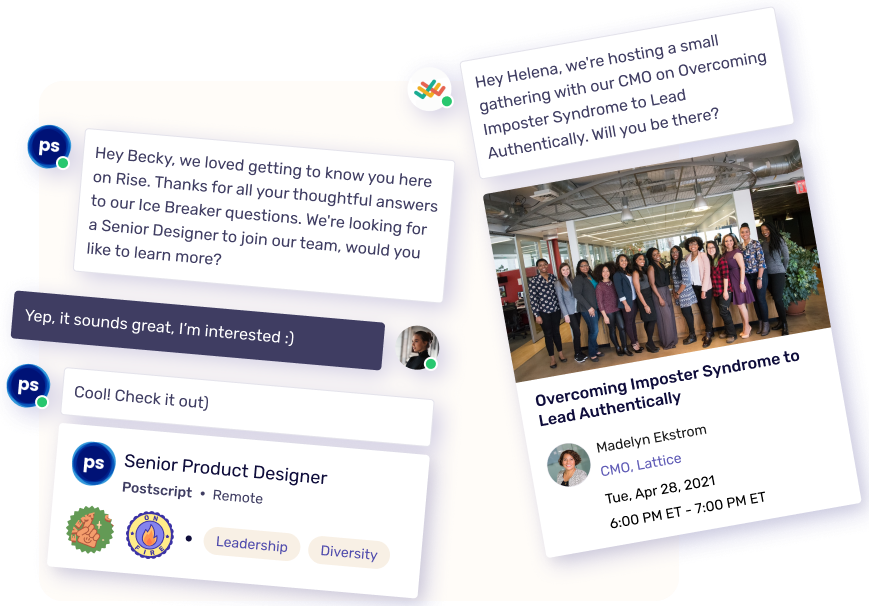 ps
Hey Becky, we loved getting to know you here
on Rise. Thanks for all your thoughtful answers
to our Ice Breaker questions. We're looking for
a Senior Designer to join our team, would you
like to learn more?
Yep, it sounds great, I'm interested :)
ps
Cool! Check it out)
ps
Senior Product Designer
Postscript • Remote
ON
FIRE
Leadership
Diversity
Hey Helena, we're hosting a small
gathering with our CMO on Overcoming
Imposter Syndrome to Lead
Authentically. Will you be there?
Overcoming Imposter Syndrome to
Lead Authentically
Madelyn Ekstrom
CMO, Lattice
Tue, Apr 28, 2021
6:00 PM ET - 7:00 PM ET